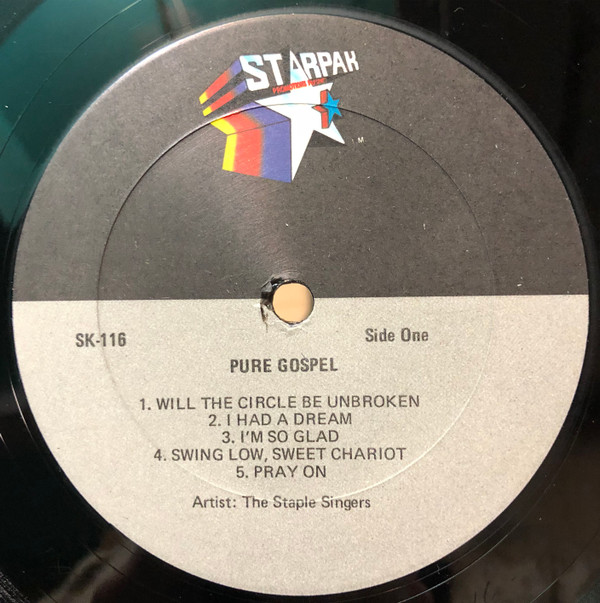 STARPAK
M
SK-116
Side One
PURE GOSPEL
1. WILL THE CIRCLE BE UNBROKEN
2. I HAD A DREAM
3. I'M SO GLAD
4. SWING LOW, SWEET CHARIOT
5. PRAY ON
Artist: The Staple Singers